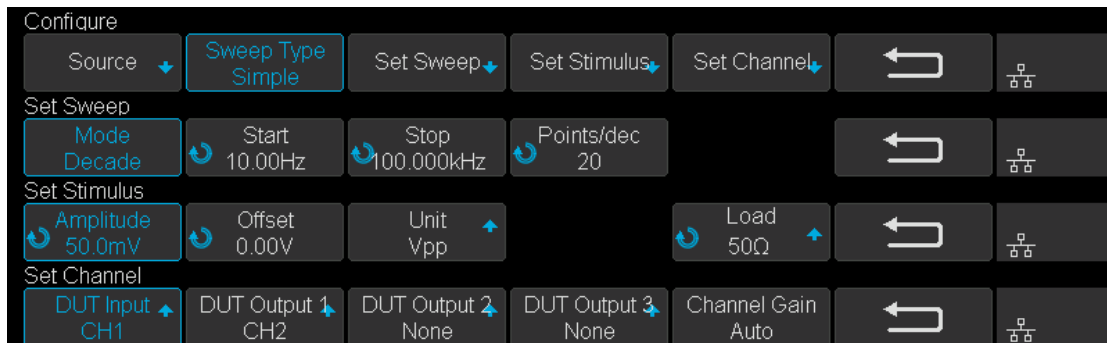 Configure
Source Sweep Type Set Sweep Set Stimulus Set Channel
Simple
Set Sweep
Mode Start Stop Points/dec
Decade 10.00Hz 100.000kHz 20
Set Stimulus
Amplitude Offset Unit Load
50.0mV 0.00V Vpp 50Ω
Set Channel
DUT Input DUT Output 1 DUT Output 2 DUT Output 3 Channel Gain
CH1 CH2 None None Auto